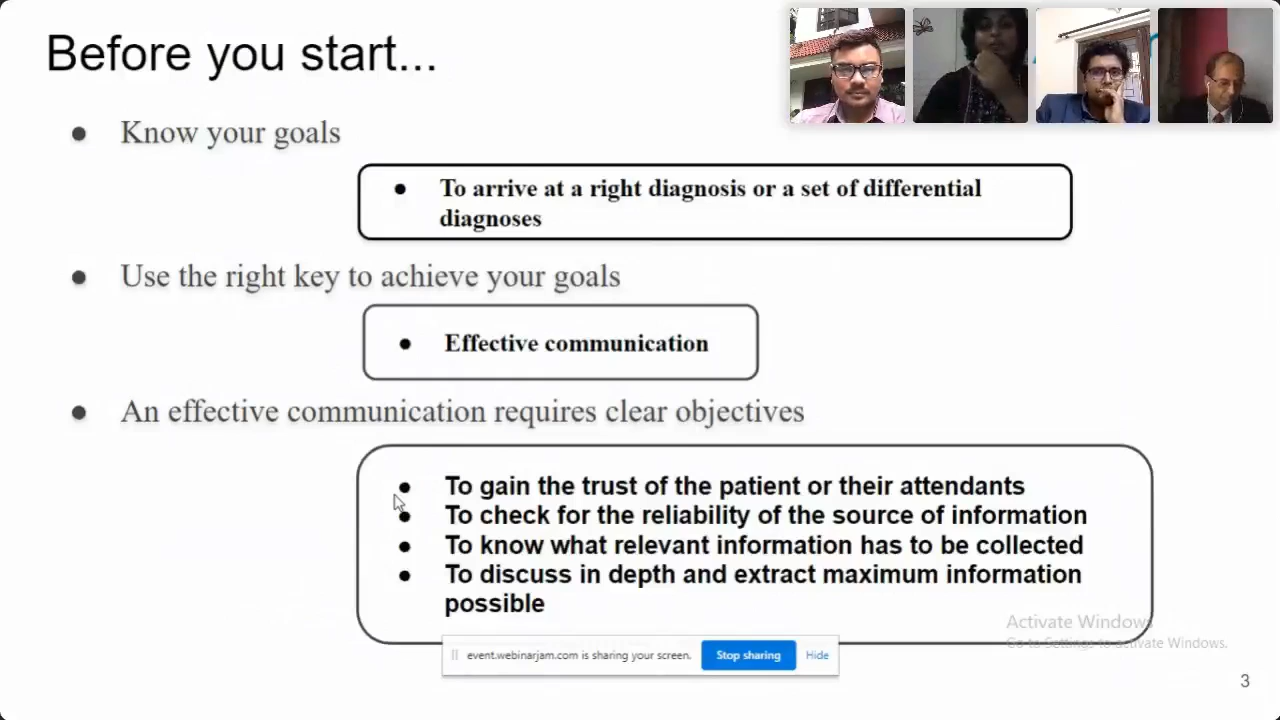 Before you start...
● Know your goals
● To arrive at a right diagnosis or a set of differential
diagnoses
● Use the right key to achieve your goals
● Effective communication
● An effective communication requires clear objectives
● To gain the trust of the patient or their attendants
● To check for the reliability of the source of information
● To know what relevant information has to be collected
● To discuss in depth and extract maximum information
possible
Activate Windows
Go to Settings to activate Windows.
event.webinarjam.com is sharing your screen. Stop sharing Hide
3